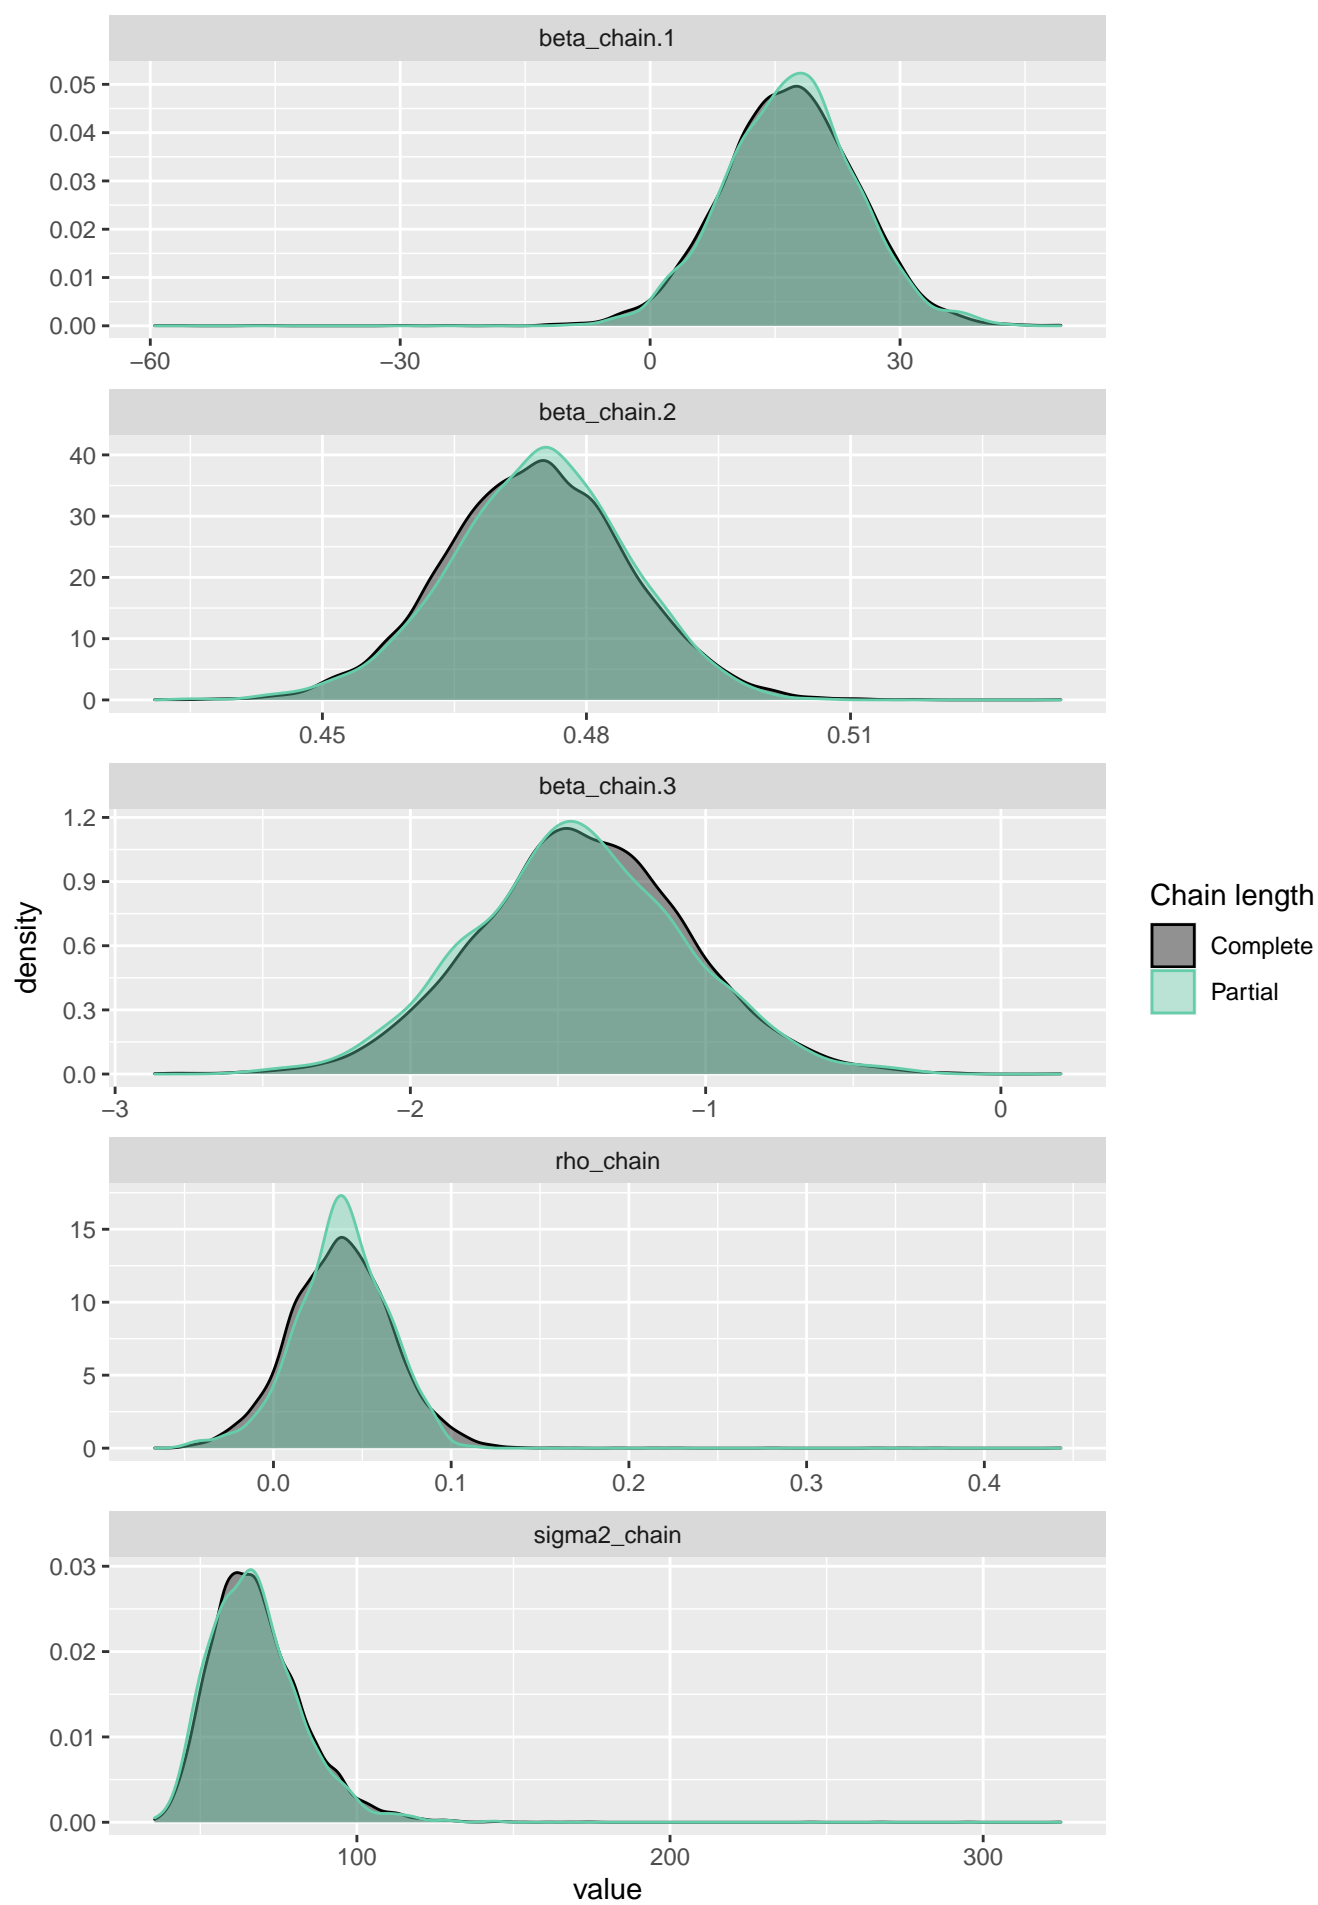 beta_chain.1
0.05
0.04
0.03
0.02
0.01
0.00
−60 −30 0 30
beta_chain.2
40
30
20
10
0
0.45 0.48 0.51
beta_chain.3
1.2
0.9
0.6
0.3
0.0
−3 −2 −1 0
density
Chain length
Complete
Partial
rho_chain
15
10
5
0
0.0 0.1 0.2 0.3 0.4
sigma2_chain
0.03
0.02
0.01
0.00
100 200 300
value